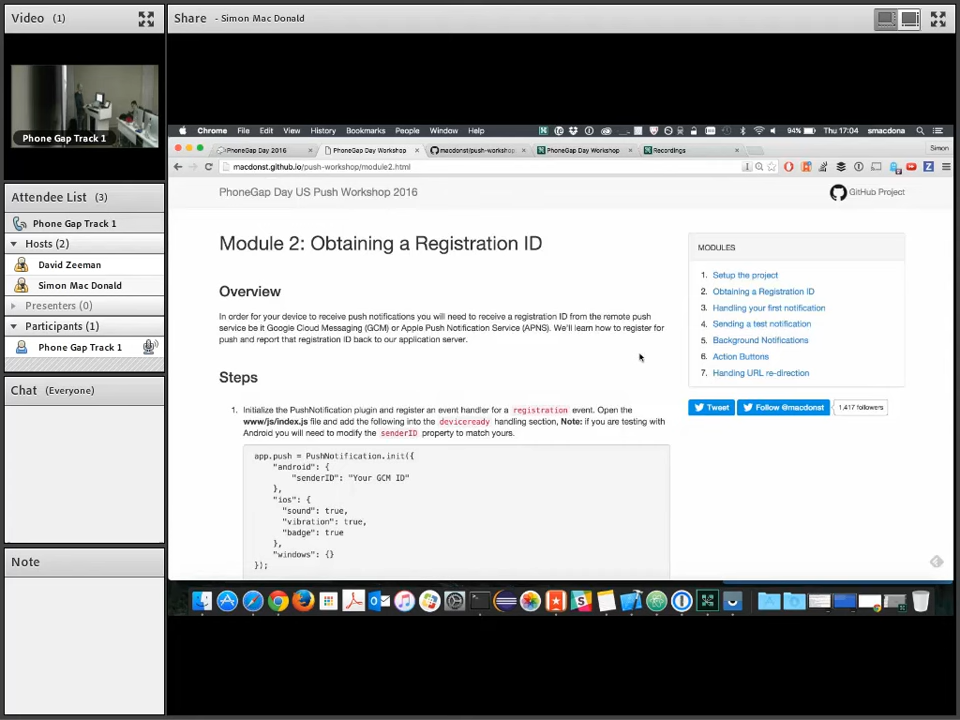 Video (1)
Phone Gap Track 1
Attendee List (3)
Phone Gap Track 1
Hosts (2)
David Zeeman
Simon Mac Donald
Presenters (0)
Participants (1)
Phone Gap Track 1
Chat (Everyone)
Note
Share - Simon Mac Donald
Chrome File Edit View History Bookmarks People Window Help 94% Thu 17:04 smacdona
PhoneGap Day 2016 PhoneGap Day Workshop macdonst/push-workshop PhoneGap Day Workshop Recordings Simon
macdonst.github.io/push-workshop/module2.html
PhoneGap Day US Push Workshop 2016
GitHub Project
Module 2: Obtaining a Registration ID
Overview
In order for your device to receive push notifications you will need to receive a registration ID from the remote push
service be it Google Cloud Messaging (GCM) or Apple Push Notification Service (APNS). We'll learn how to register for
push and report that registration ID back to our application server.
Steps
1. Initialize the PushNotification plugin and register an event handler for a registration event. Open the
www/js/index.js file and add the following into the deviceready handling section, Note: if you are testing with
Android you will need to modify the senderID property to match yours.
app.push = PushNotification.init({
"android": {
"senderID": "Your GCM ID"
},
"ios": {
"sound": true,
"vibration": true,
"badge": true
},
"windows": {}
});
MODULES
1. Setup the project
2. Obtaining a Registration ID
3. Handling your first notification
4. Sending a test notification
5. Background Notifications
6. Action Buttons
7. Handing URL re-direction
Tweet Follow @macdonst 1,417 followers